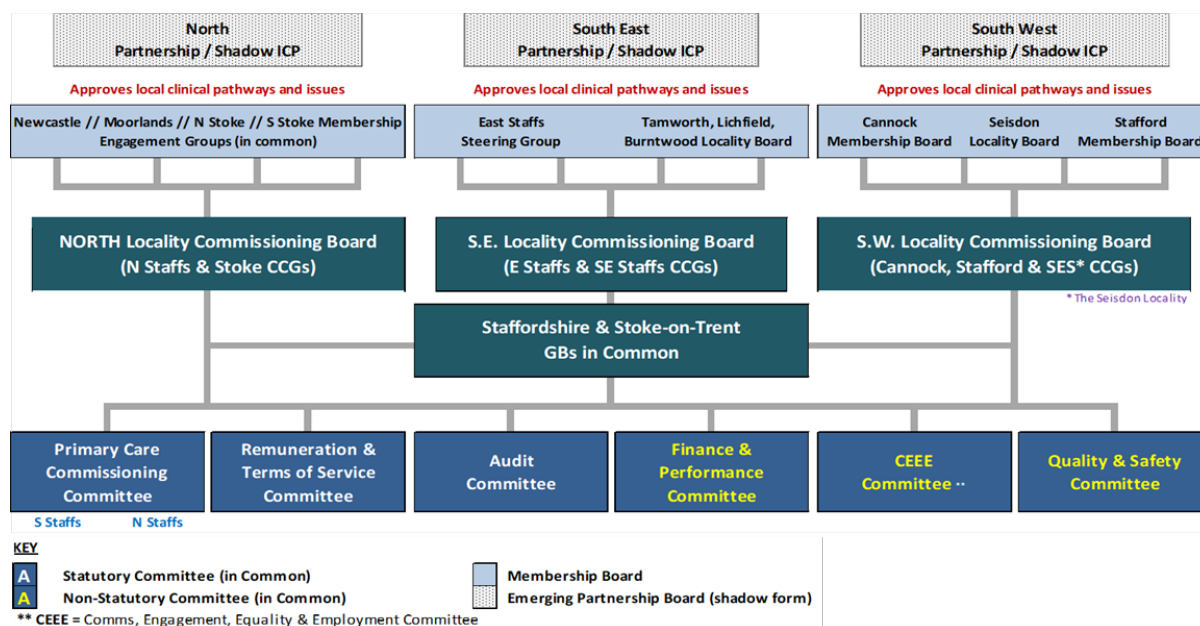 North
Partnership / Shadow ICP
South East
Partnership / Shadow ICP
South West
Partnership / Shadow ICP
Approves local clinical pathways and issues
Approves local clinical pathways and issues
Approves local clinical pathways and issues
Newcastle // Moorlands // N Stoke // S Stoke Membership
Engagement Groups (in common)
East Staffs
Steering Group
Tamworth, Lichfield,
Burntwood Locality Board
Cannock
Membership Board
Seisdon
Locality Board
Stafford
Membership Board
NORTH Locality Commissioning Board
(N Staffs & Stoke CCGs)
S.E. Locality Commissioning Board
(E Staffs & SE Staffs CCGs)
S.W. Locality Commissioning Board
(Cannock, Stafford & SES* CCGs)
* The Seisdon Locality
Staffordshire & Stoke-on-Trent
GBs in Common
Primary Care
Commissioning
Committee
Remuneration &
Terms of Service
Committee
Audit
Committee
Finance &
Performance
Committee
CEEE
Committee **
Quality & Safety
Committee
S Staffs
N Staffs
KEY
A Statutory Committee (in Common)
A Non-Statutory Committee (in Common)
Membership Board
Emerging Partnership Board (shadow form)
** CEEE = Comms, Engagement, Equality & Employment Committee